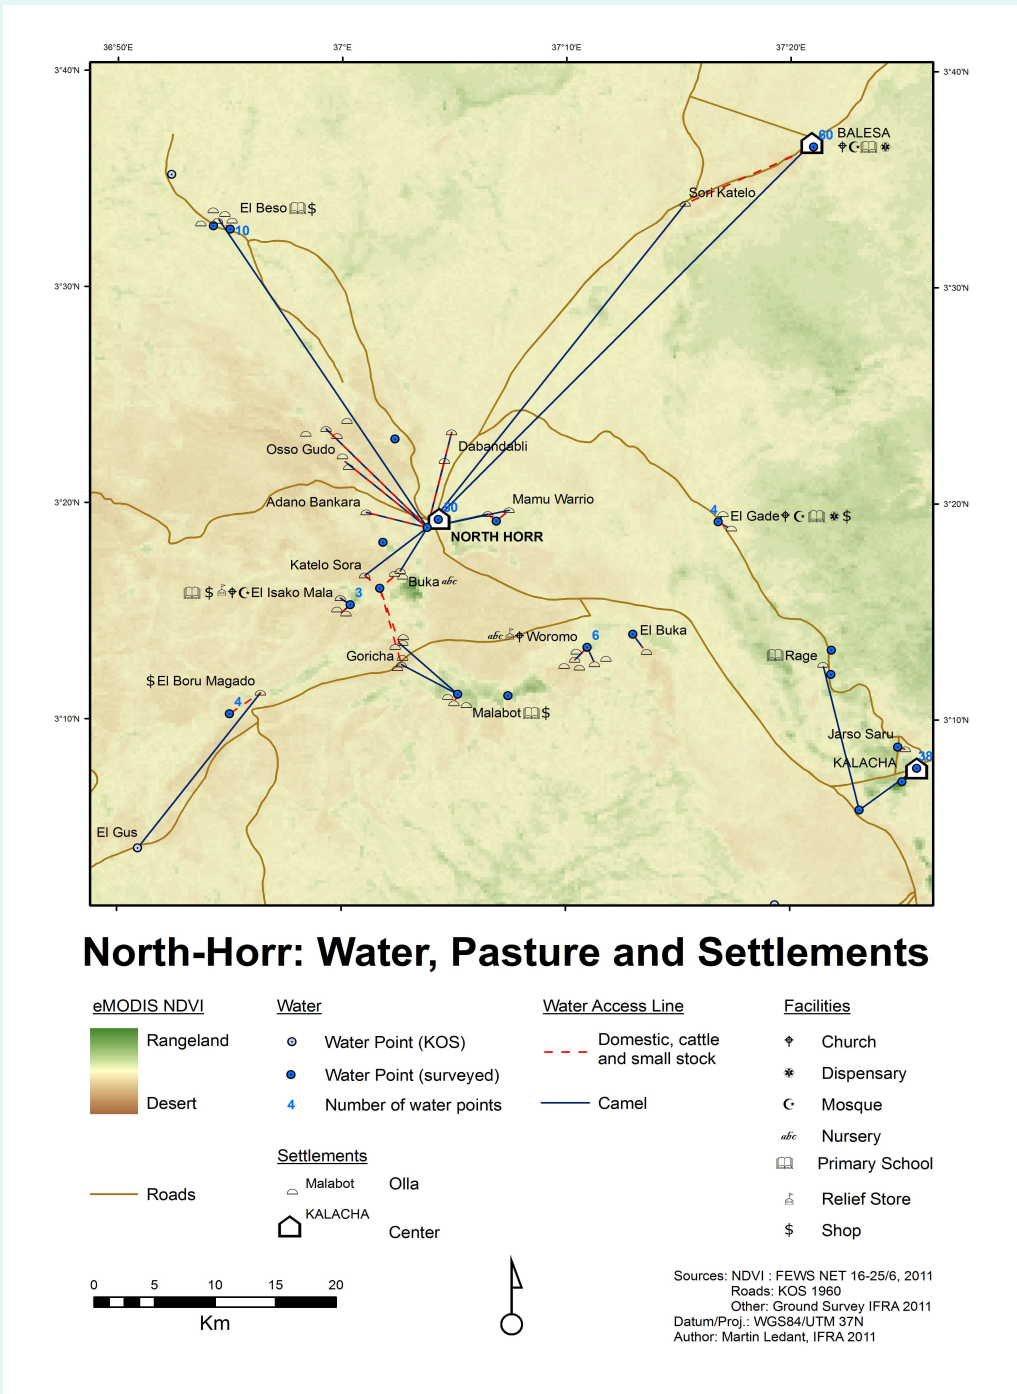 36°50'E 37°E 37°10'E 37°20'E
3°40'N 3°40'N
60 BALESA
Sori Katelo
El Beso $
10
3°30'N 3°30'N
Osso Gudo
Dabandabli
Adano Bankara
Mamu Warrio
3°20'N 3°20'N
NORTH HORR
4 El Gade $
Katelo Sora
Buka abc
$ El Isako Mala 3
abc Woromo 6
El Buka
Goricha
Rage
$ El Boru Magado
4
Malabot $
3°10'N 3°10'N
Jarso Saru
KALACHA 38
El Gus
North-Horr: Water, Pasture and Settlements
eMODIS NDVI
Rangeland
Desert
Roads
Water
Water Point (KOS)
Water Point (surveyed)
4 Number of water points
Settlements
Malabot Olla
KALACHA Center
Water Access Line
Domestic, cattle
and small stock
Camel
Facilities
Church
Dispensary
Mosque
abc Nursery
Primary School
Relief Store
$ Shop
0 5 10 15 20
Km
Sources: NDVI : FEWS NET 16-25/6, 2011
Roads: KOS 1960
Other: Ground Survey IFRA 2011
Datum/Proj.: WGS84/UTM 37N
Author: Martin Ledant, IFRA 2011